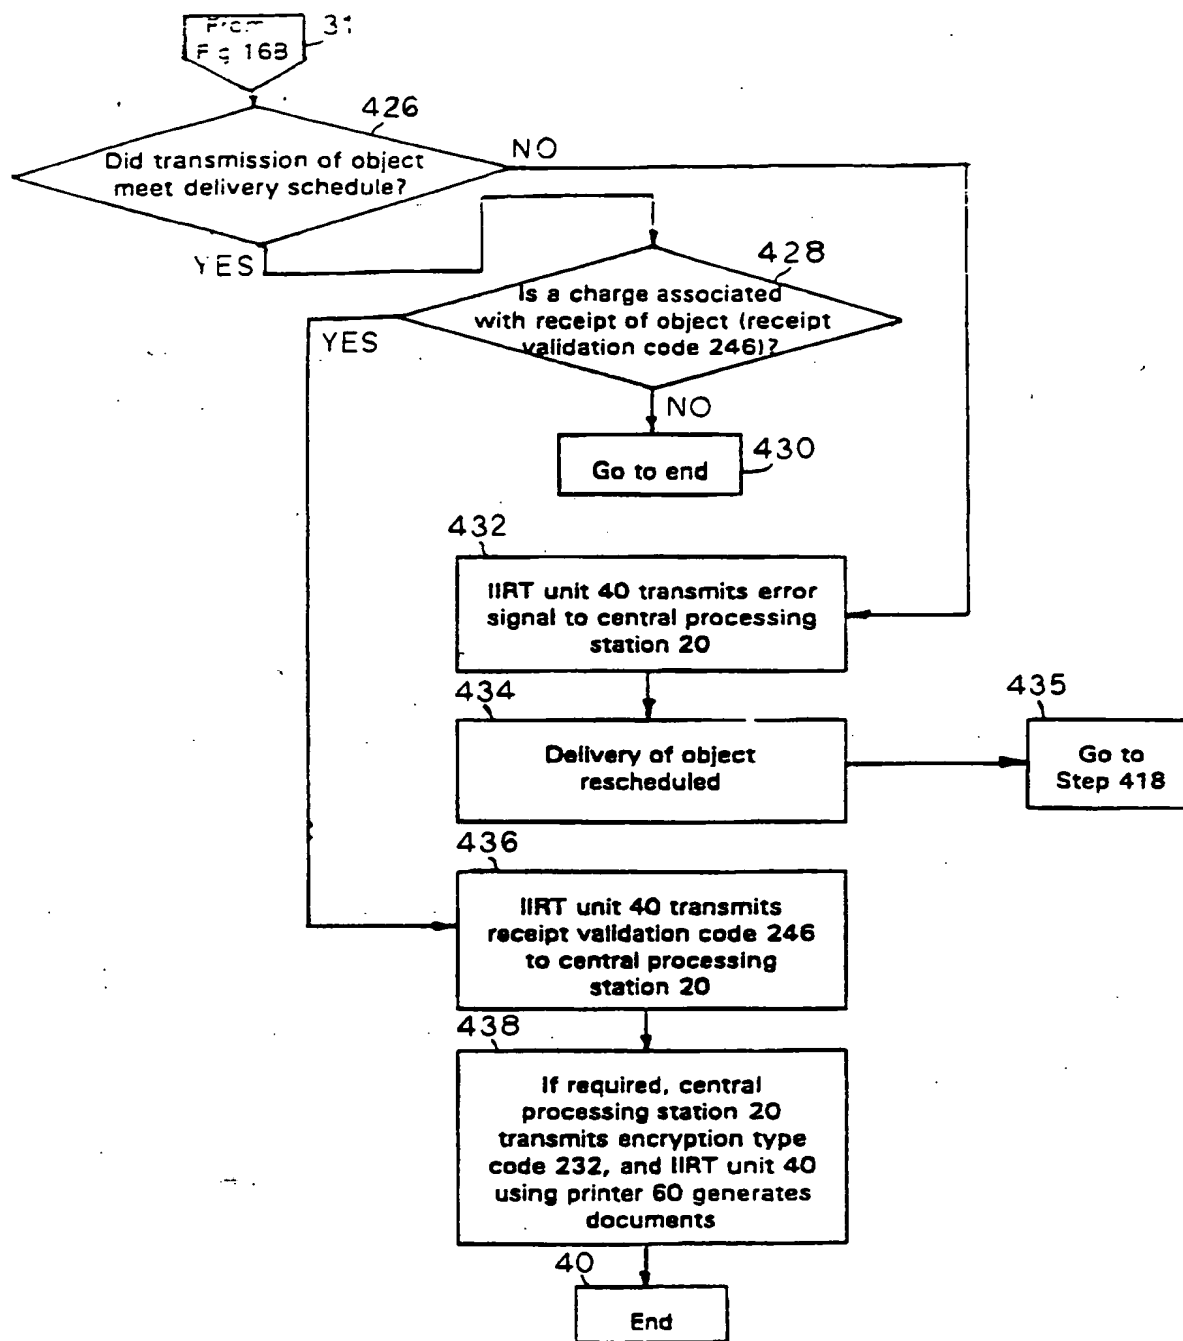 From
Fig 16B
31
426
Did transmission of object
meet delivery schedule?
NO
YES
428
Is a charge associated
with receipt of object (receipt
validation code 246)?
YES
NO
430
Go to end
432
IIRT unit 40 transmits error
signal to central processing
station 20
434
Delivery of object
rescheduled
435
Go to
Step 418
436
IIRT unit 40 transmits
receipt validation code 246
to central processing
station 20
438
If required, central
processing station 20
transmits encryption type
code 232, and IIRT unit 40
using printer 60 generates
documents
40
End